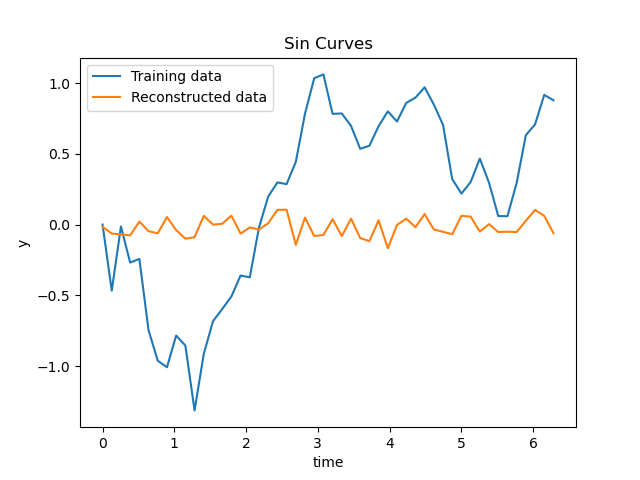 Sin Curves
Training data
Reconstructed data
1.0
0.5
0.0
−0.5
−1.0
y
0 1 2 3 4 5 6
time